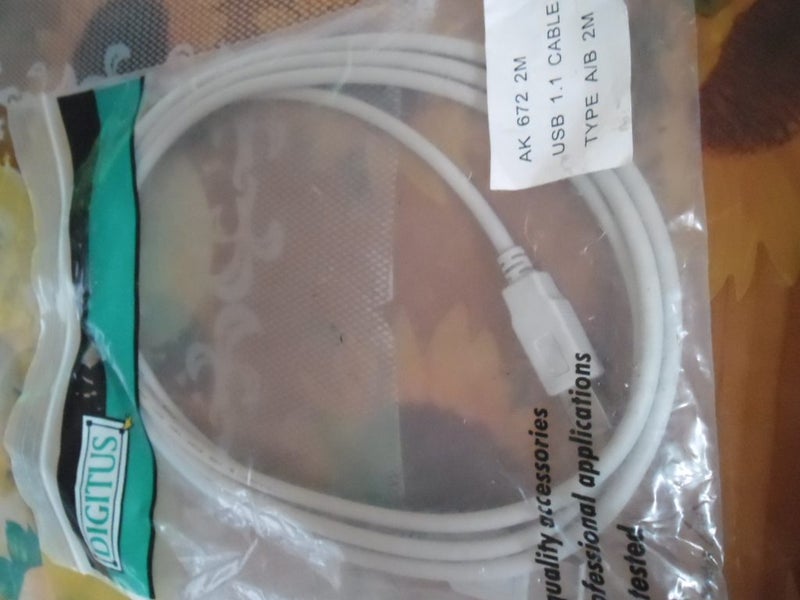 AK 672 2M
USB 1.1 CABLE
TYPE A/B 2M
DIGITUS
quality accessories
professional applications
tested